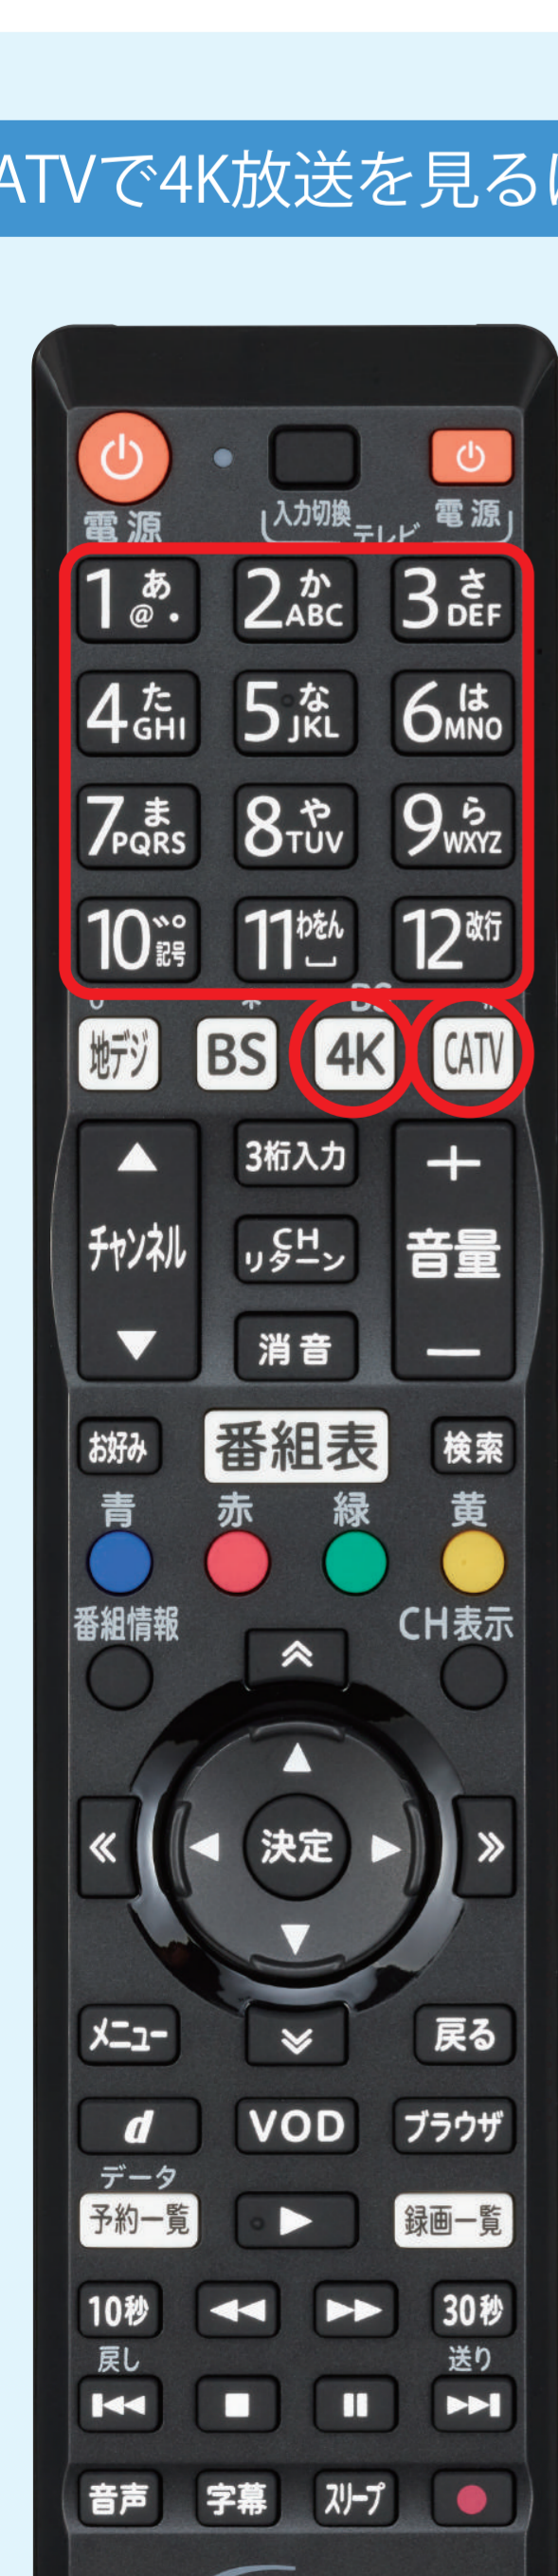 ATVで4K放送を見る
電源 入力切換 テレビ 電源
1 あ @ . 2 か ABC 3 さ DEF
4 た GHI 5 な JKL 6 は MNO
7 ま PQRS 8 や TUV 9 ら WXYZ
10 ゛゜ 記号 11 わをん 12 改行
BS
地デジ BS 4K CATV
3桁入力 +
チャンネル CHリターン 音量
消音 −
お好み 番組表 検索
青 赤 緑 黄
番組情報 CH表示
決定
メニュー 戻る
d VOD ブラウザ
データ
予約一覧 録画一覧
10秒 30秒
戻し 送り
音声 字幕 スリープ